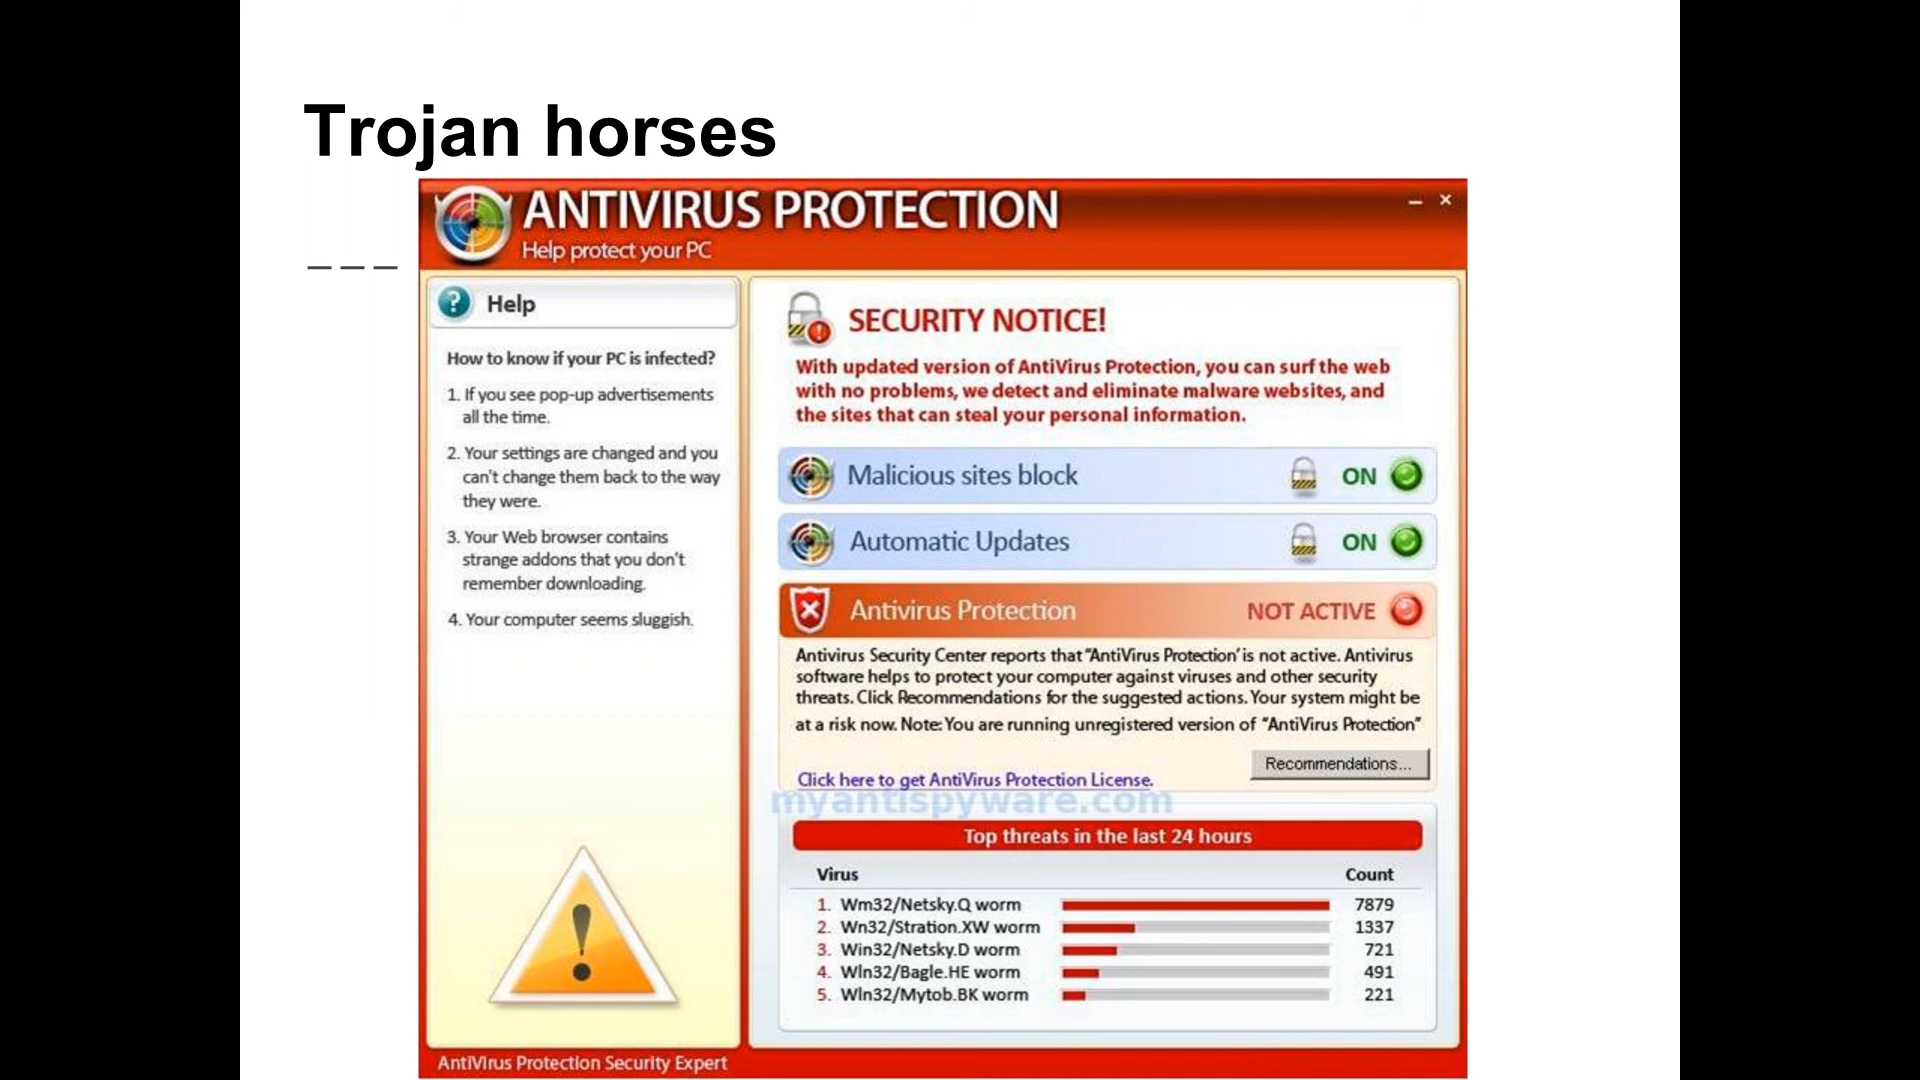 Trojan horses
ANTIVIRUS PROTECTION
Help protect your PC
Help
How to know if your PC is infected?
1. If you see pop-up advertisements
all the time.
2. Your settings are changed and you
can't change them back to the way
they were.
3. Your Web browser contains
strange addons that you don't
remember downloading.
4. Your computer seems sluggish.
AntiVirus Protection Security Expert
SECURITY NOTICE!
With updated version of AntiVirus Protection, you can surf the web
with no problems, we detect and eliminate malware websites, and
the sites that can steal your personal information.
Malicious sites block ON
Automatic Updates ON
Antivirus Protection NOT ACTIVE
Antivirus Security Center reports that "AntiVirus Protection' is not active. Antivirus
software helps to protect your computer against viruses and other security
threats. Click Recommendations for the suggested actions. Your system might be
at a risk now. Note: You are running unregistered version of "AntiVirus Protection"
Recommendations...
Click here to get AntiVirus Protection License.
myantispyware.com
Top threats in the last 24 hours
Virus Count
1. Wm32/Netsky.Q worm 7879
2. Wn32/Stration.XW worm 1337
3. Win32/Netsky.D worm 721
4. Wln32/Bagle.HE worm 491
5. Wln32/Mytob.BK worm 221